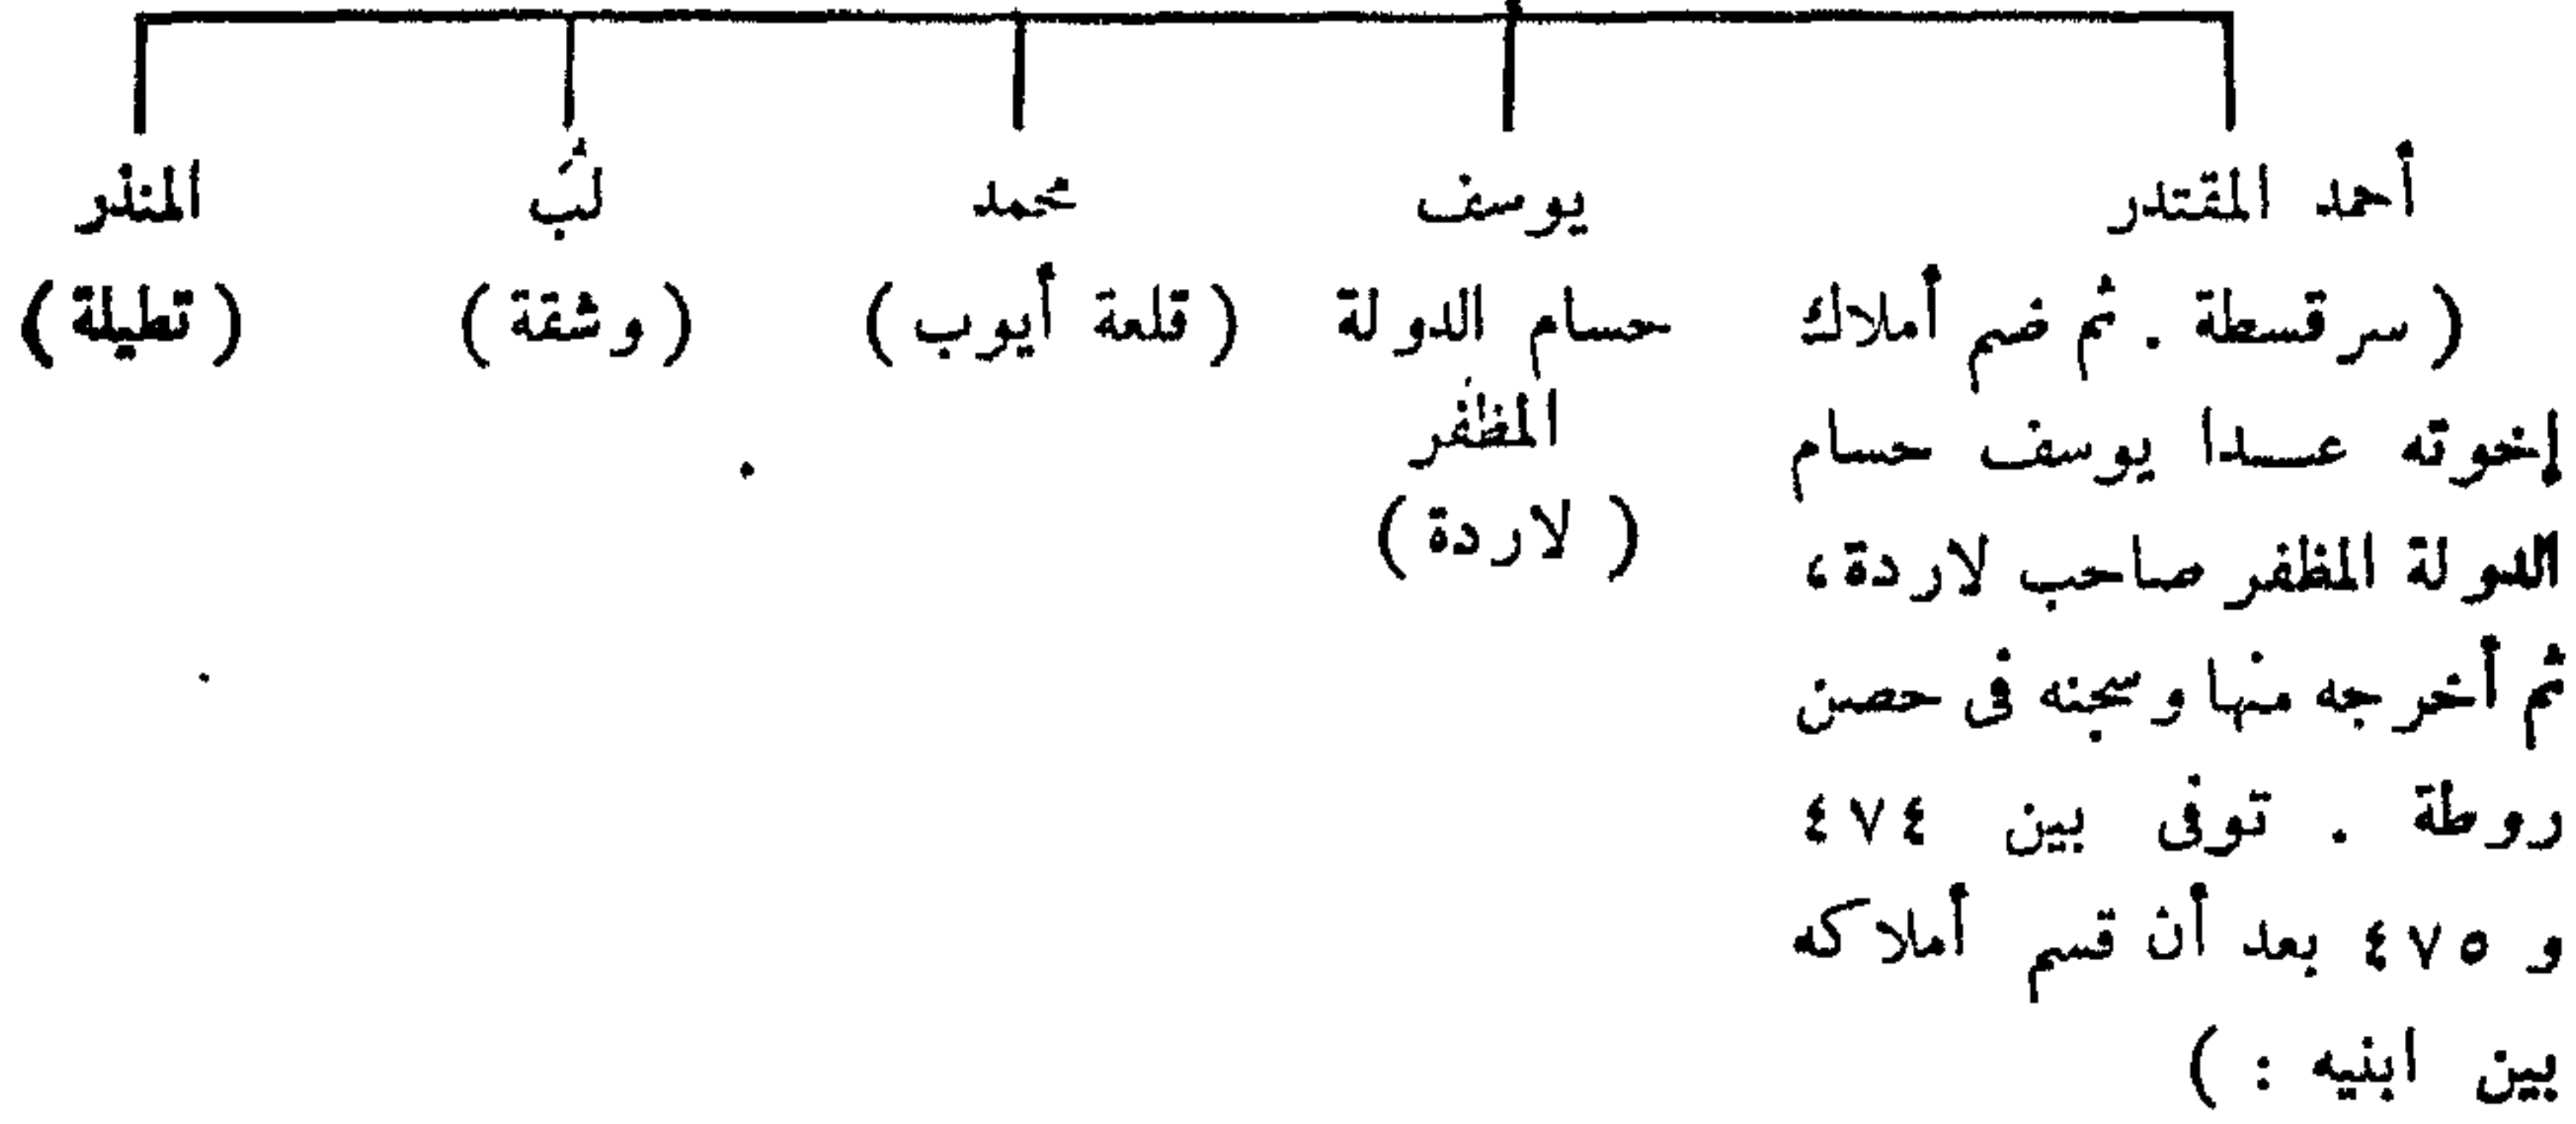 أحمد المقتدر
(سرقسطة . ثم ضم أملاك
إخوته عدا يوسف حسام
الدولة المظفر صاحب لاردة،
ثم أخرجه منها وسجنه فى حصن
روطة . توفى بين ٤٧٤
و ٤٧٥ بعد أن قسم أملاكه
بين ابنيه : )
يوسف
حسام الدولة
المظفر
(لاردة)
محمد
(قلعة أيوب)
لُب
(وشقة)
المنذر
(تطيلة)